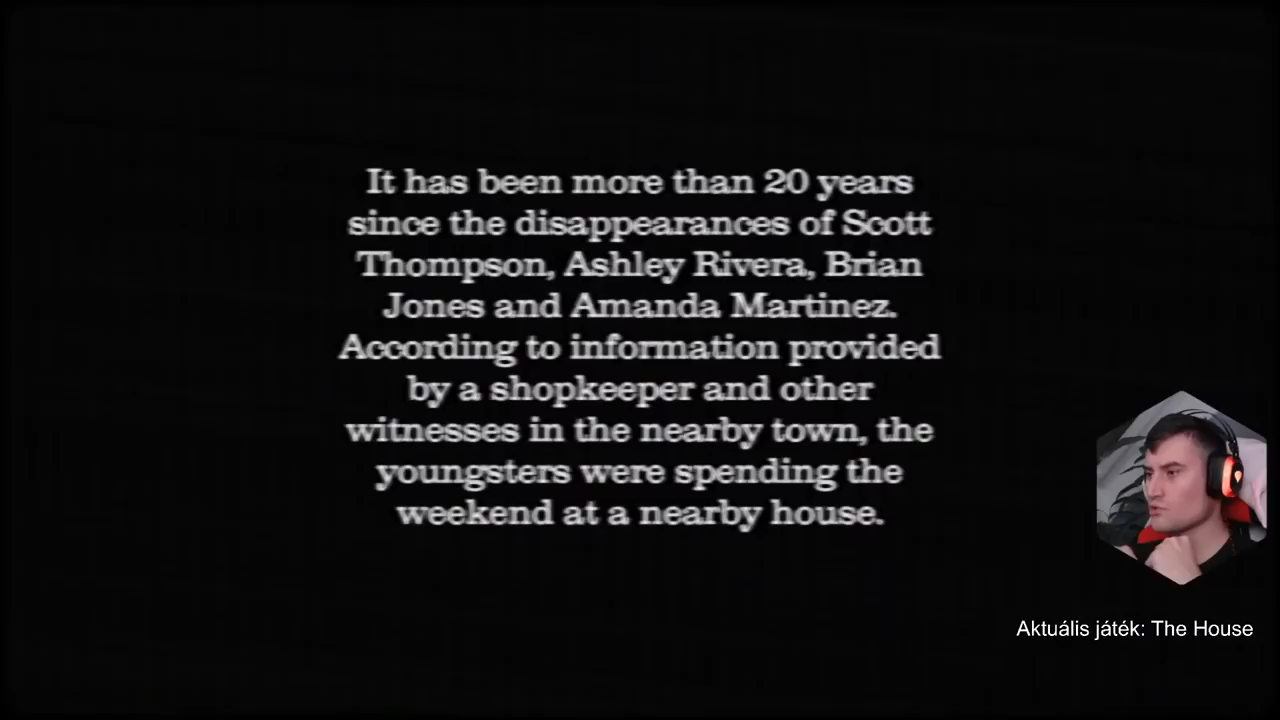 It has been more than 20 years
since the disappearances of Scott
Thompson, Ashley Rivera, Brian
Jones and Amanda Martinez.
According to information provided
by a shopkeeper and other
witnesses in the nearby town, the
youngsters were spending the
weekend at a nearby house.
Aktuális játék: The House